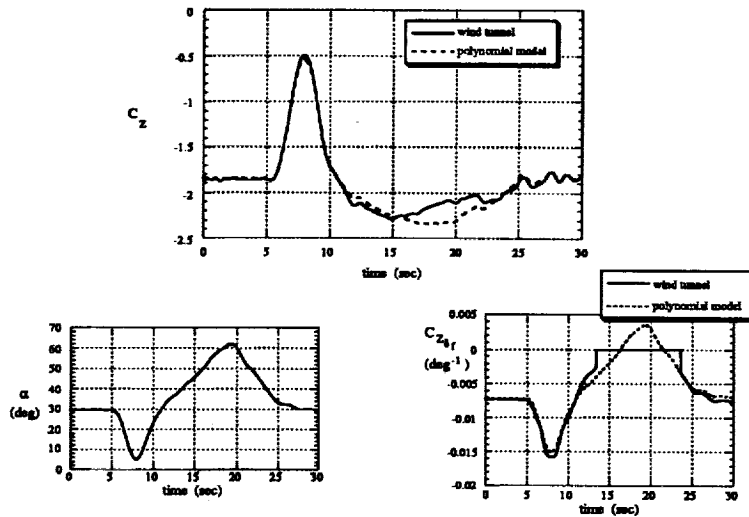 0
-0.5
-1
-1.5
-2
-2.5
C_z
wind tunnel
polynomial model
0 5 10 15 20 25 30
time (sec)
70
60
50
40
30
20
10
0
α
(deg)
0 5 10 15 20 25 30
time (sec)
wind tunnel
polynomial model
0.005
0
-0.005
-0.01
-0.015
-0.02
C_{Z_{δ_f}}
(deg⁻¹)
0 5 10 15 20 25 30
time (sec)